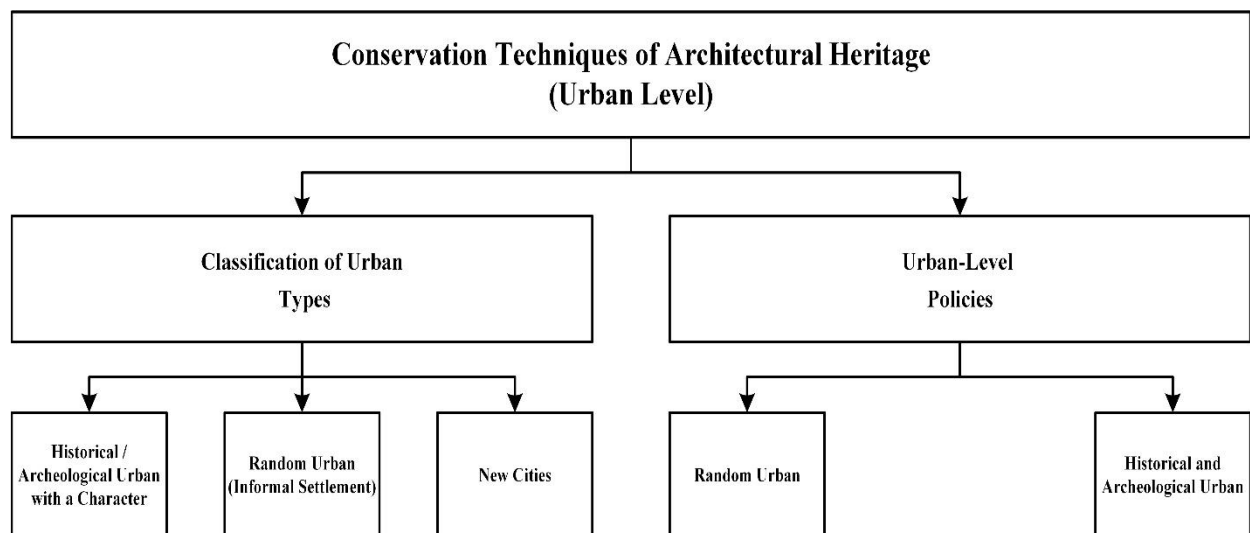 Conservation Techniques of Architectural Heritage
(Urban Level)
Classification of Urban
Types
Urban-Level
Policies
Historical /
Archeological Urban
with a Character
Random Urban
(Informal Settlement)
New Cities
Random Urban
Historical and
Archeological Urban